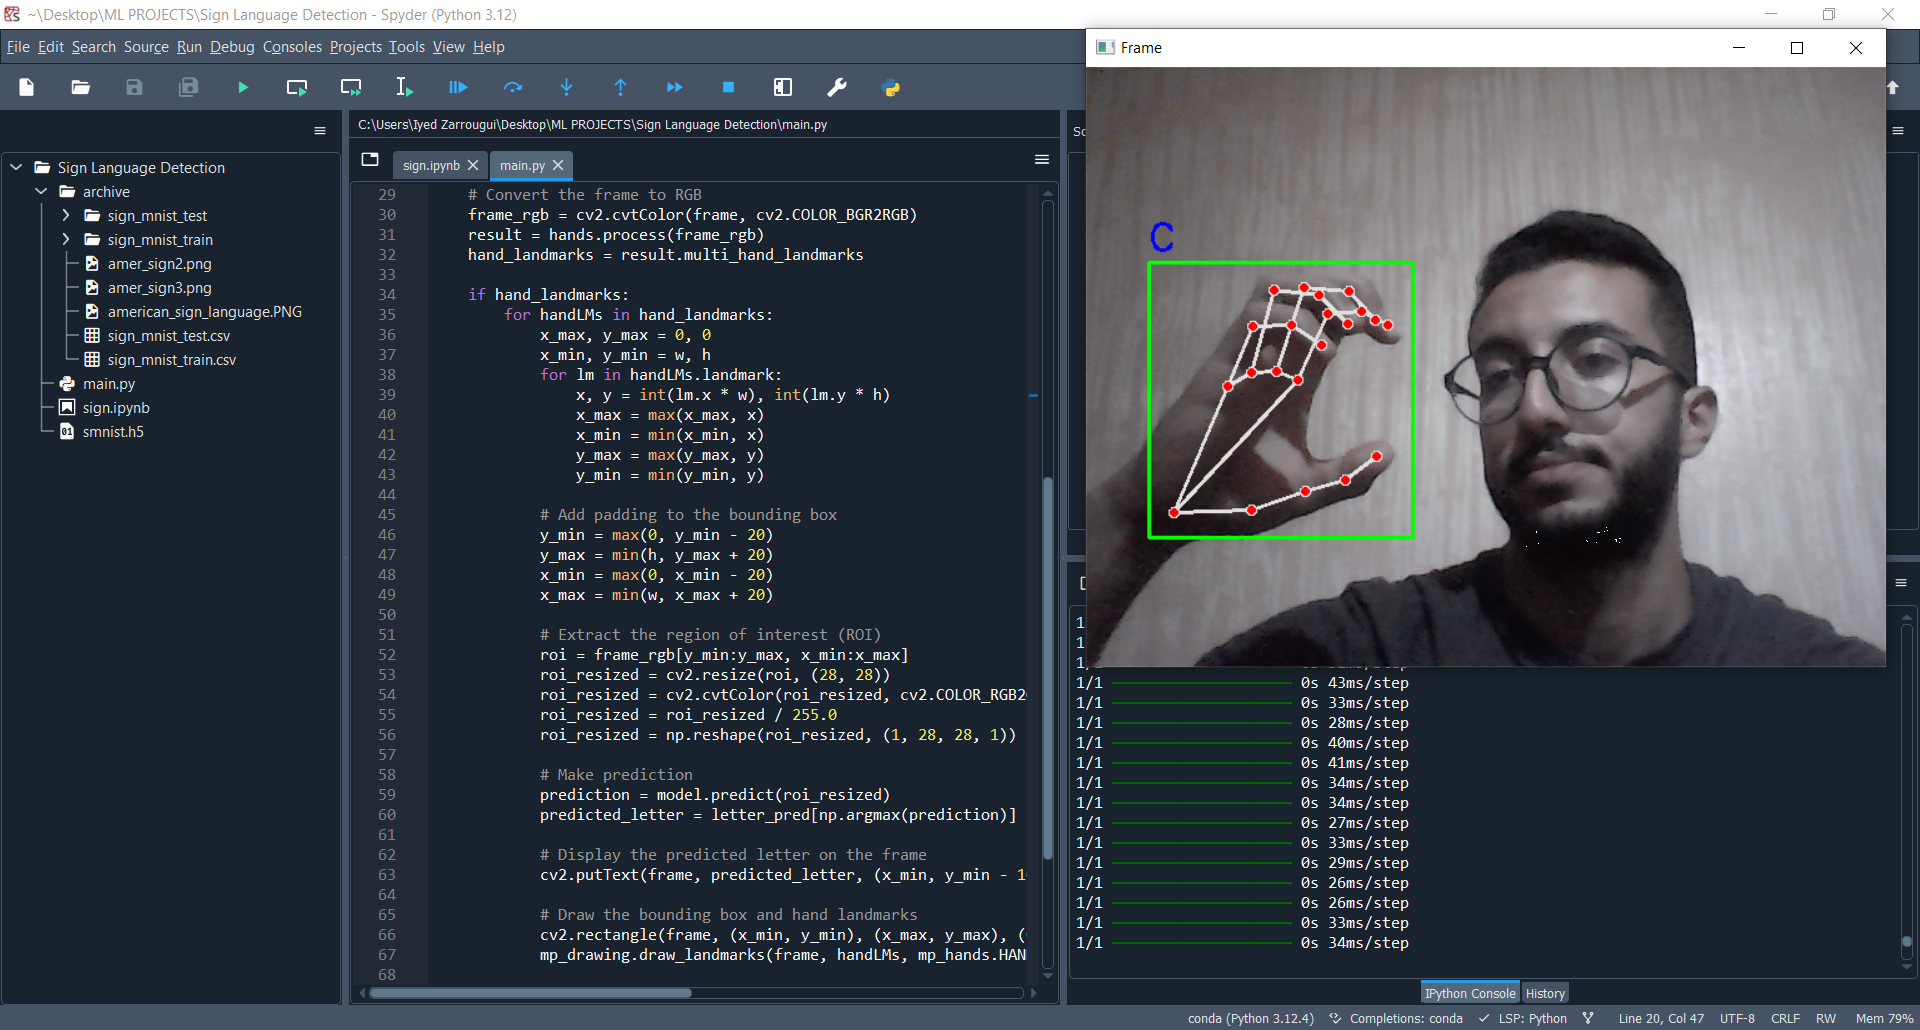 ~\Desktop\ML PROJECTS\Sign Language Detection - Spyder (Python 3.12)
File Edit Search Source Run Debug Consoles Projects Tools View Help
Sign Language Detection
archive
sign_mnist_test
sign_mnist_train
amer_sign2.png
amer_sign3.png
american_sign_language.PNG
sign_mnist_test.csv
sign_mnist_train.csv
main.py
sign.ipynb
smnist.h5
C:\Users\Iyed Zarrougui\Desktop\ML PROJECTS\Sign Language Detection\main.py
sign.ipynb main.py
29 # Convert the frame to RGB
30 frame_rgb = cv2.cvtColor(frame, cv2.COLOR_BGR2RGB)
31 result = hands.process(frame_rgb)
32 hand_landmarks = result.multi_hand_landmarks
33
34 if hand_landmarks:
35 for handLMs in hand_landmarks:
36 x_max, y_max = 0, 0
37 x_min, y_min = w, h
38 for lm in handLMs.landmark:
39 x, y = int(lm.x * w), int(lm.y * h)
40 x_max = max(x_max, x)
41 x_min = min(x_min, x)
42 y_max = max(y_max, y)
43 y_min = min(y_min, y)
44
45 # Add padding to the bounding box
46 y_min = max(0, y_min - 20)
47 y_max = min(h, y_max + 20)
48 x_min = max(0, x_min - 20)
49 x_max = min(w, x_max + 20)
50
51 # Extract the region of interest (ROI)
52 roi = frame_rgb[y_min:y_max, x_min:x_max]
53 roi_resized = cv2.resize(roi, (28, 28))
54 roi_resized = cv2.cvtColor(roi_resized, cv2.COLOR_RGB2
55 roi_resized = roi_resized / 255.0
56 roi_resized = np.reshape(roi_resized, (1, 28, 28, 1))
57
58 # Make prediction
59 prediction = model.predict(roi_resized)
60 predicted_letter = letter_pred[np.argmax(prediction)]
61
62 # Display the predicted letter on the frame
63 cv2.putText(frame, predicted_letter, (x_min, y_min - 1
64
65 # Draw the bounding box and hand landmarks
66 cv2.rectangle(frame, (x_min, y_min), (x_max, y_max), (
67 mp_drawing.draw_landmarks(frame, handLMs, mp_hands.HAN
68
Frame
C
1
1
1/1 43ms/step
1/1 0s 43ms/step
1/1 0s 33ms/step
1/1 0s 28ms/step
1/1 0s 40ms/step
1/1 0s 41ms/step
1/1 0s 34ms/step
1/1 0s 34ms/step
1/1 0s 27ms/step
1/1 0s 33ms/step
1/1 0s 29ms/step
1/1 0s 26ms/step
1/1 0s 26ms/step
1/1 0s 33ms/step
1/1 0s 34ms/step
IPython Console History
conda (Python 3.12.4) Completions: conda LSP: Python Line 20, Col 47 UTF-8 CRLF RW Mem 79%